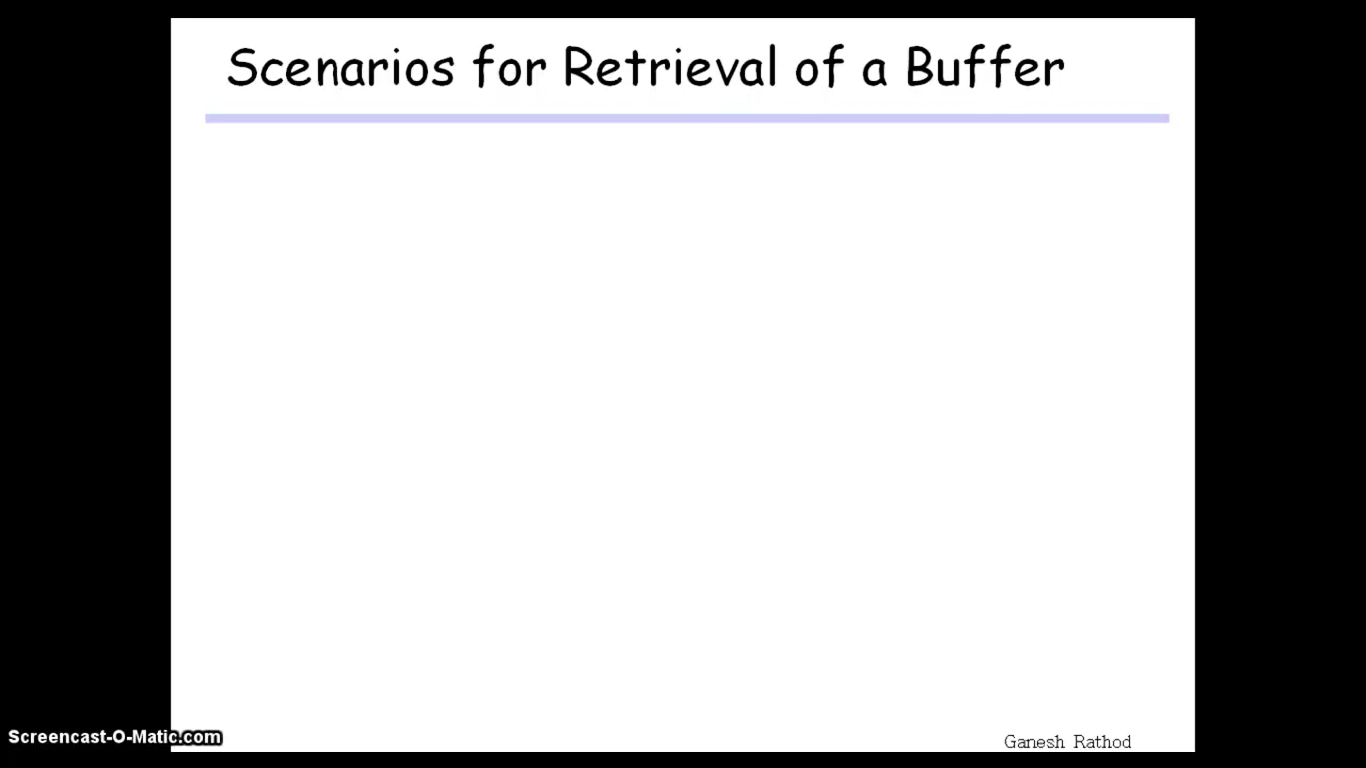 Scenarios for Retrieval of a Buffer
Screencast-O-Matic.com
Ganesh Rathod